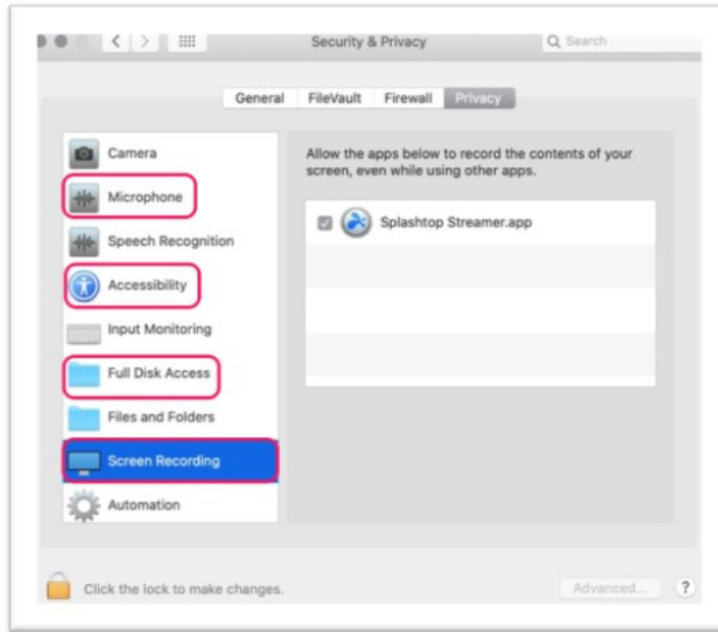 Security & Privacy
Search
General FileVault Firewall Privacy
Camera
Microphone
Speech Recognition
Accessibility
Input Monitoring
Full Disk Access
Files and Folders
Screen Recording
Automation
Allow the apps below to record the contents of your
screen, even while using other apps.
Splashtop Streamer.app
Click the lock to make changes.
Advanced...
?